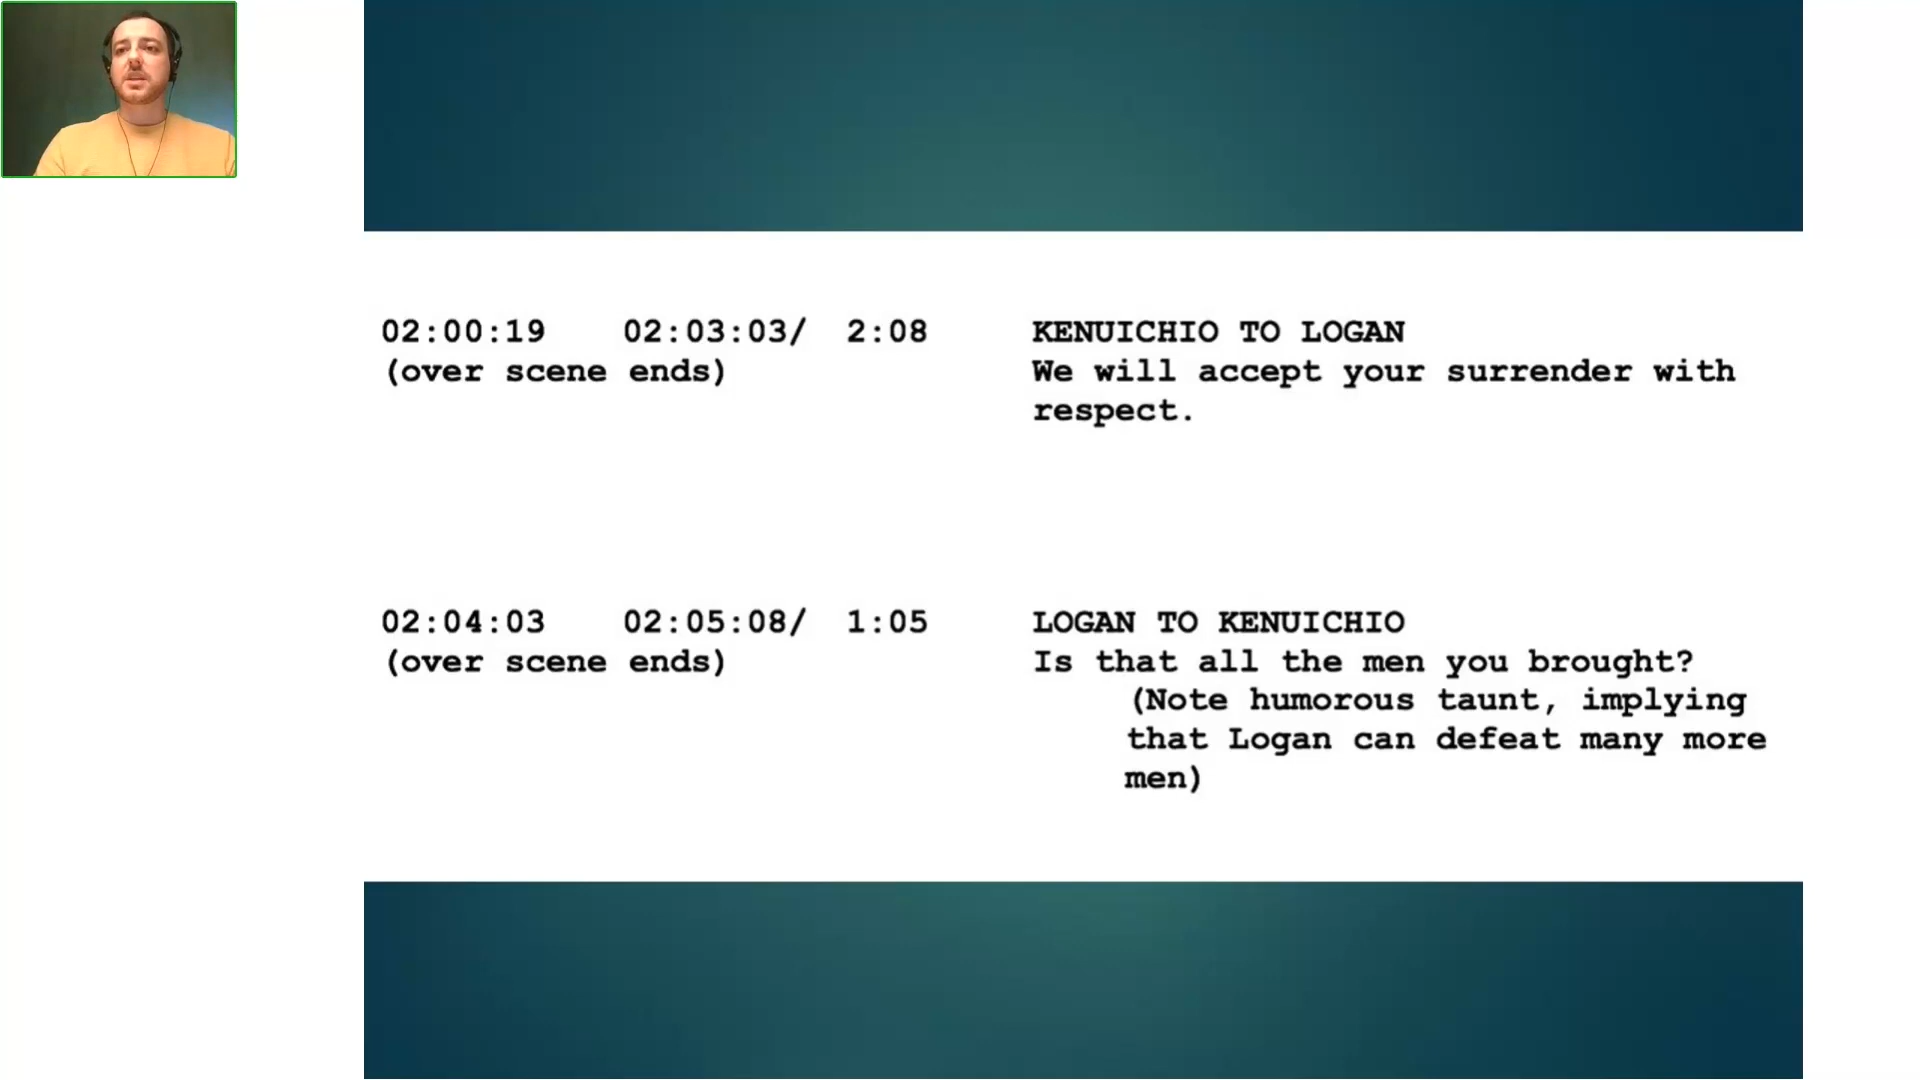 02:00:19 02:03:03/ 2:08 KENUICHIO TO LOGAN
(over scene ends) We will accept your surrender with
respect.
02:04:03 02:05:08/ 1:05 LOGAN TO KENUICHIO
(over scene ends) Is that all the men you brought?
(Note humorous taunt, implying
that Logan can defeat many more
men)